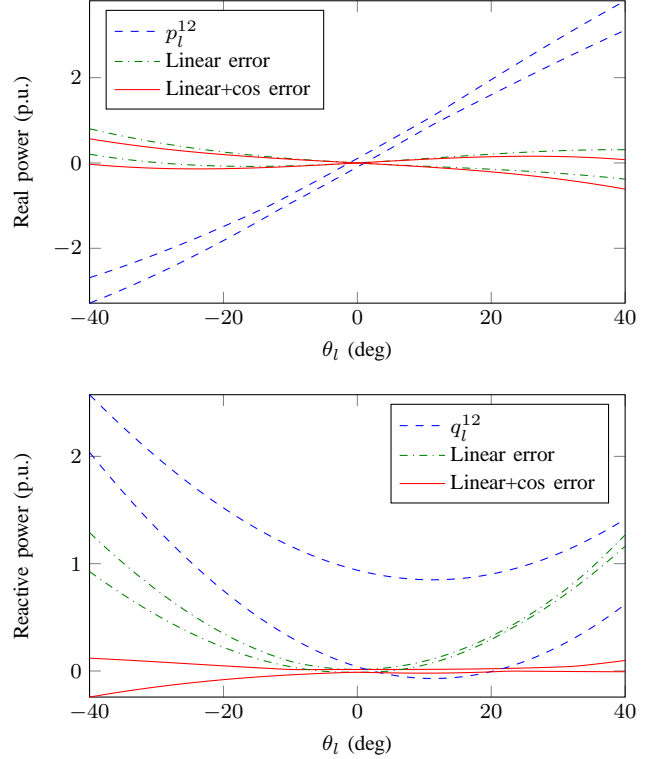 p_l^{12}
Linear error
Linear+cos error
2
0
−2
Real power (p.u.)
−40
−20
0
20
40
θ_l (deg)
q_l^{12}
Linear error
Linear+cos error
2
1
0
Reactive power (p.u.)
−40
−20
0
20
40
θ_l (deg)